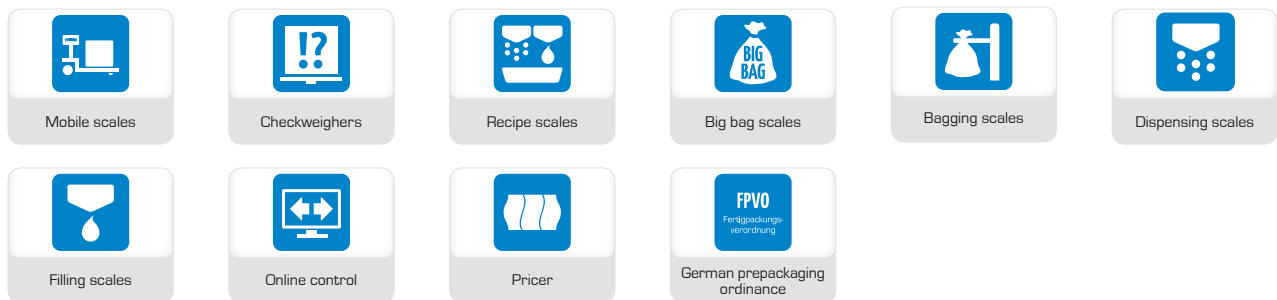 !?
BIG
BAG
Mobile scales
Checkweighers
Recipe scales
Big bag scales
Bagging scales
Dispensing scales
FPVO
Fertigpackungs-
verordnung
Filling scales
Online control
Pricer
German prepackaging
ordinance